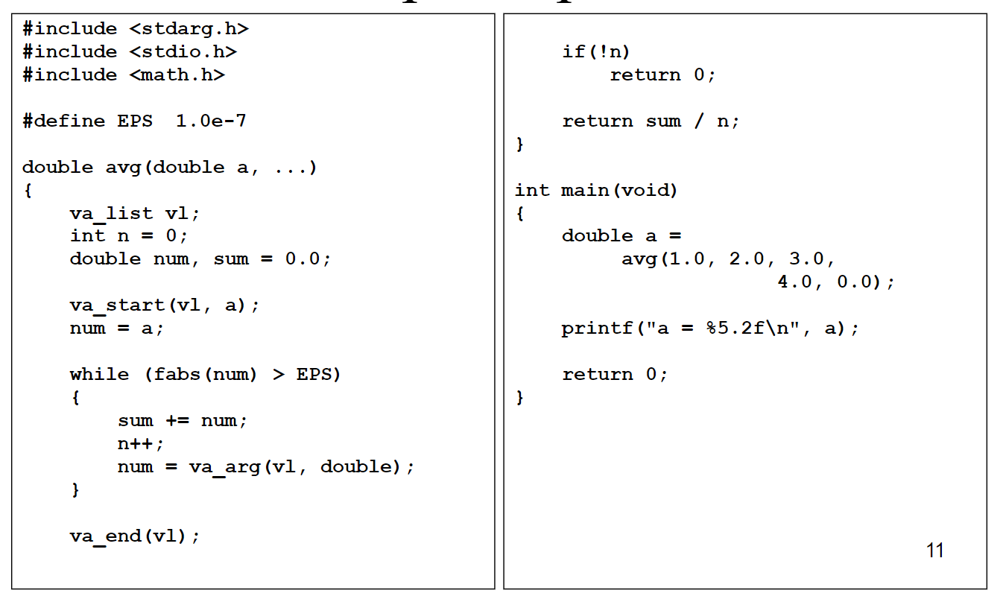 #include <stdarg.h>
#include <stdio.h>
#include <math.h>

#define EPS  1.0e-7

double avg(double a, ...)
{
    va_list vl;
    int n = 0;
    double num, sum = 0.0;

    va_start(vl, a);
    num = a;

    while (fabs(num) > EPS)
    {
        sum += num;
        n++;
        num = va_arg(vl, double);
    }

    va_end(vl);

    if(!n)
        return 0;

    return sum / n;
}

int main(void)
{
    double a =
         avg(1.0, 2.0, 3.0,
                      4.0, 0.0);

    printf("a = %5.2f\n", a);

    return 0;
}
11